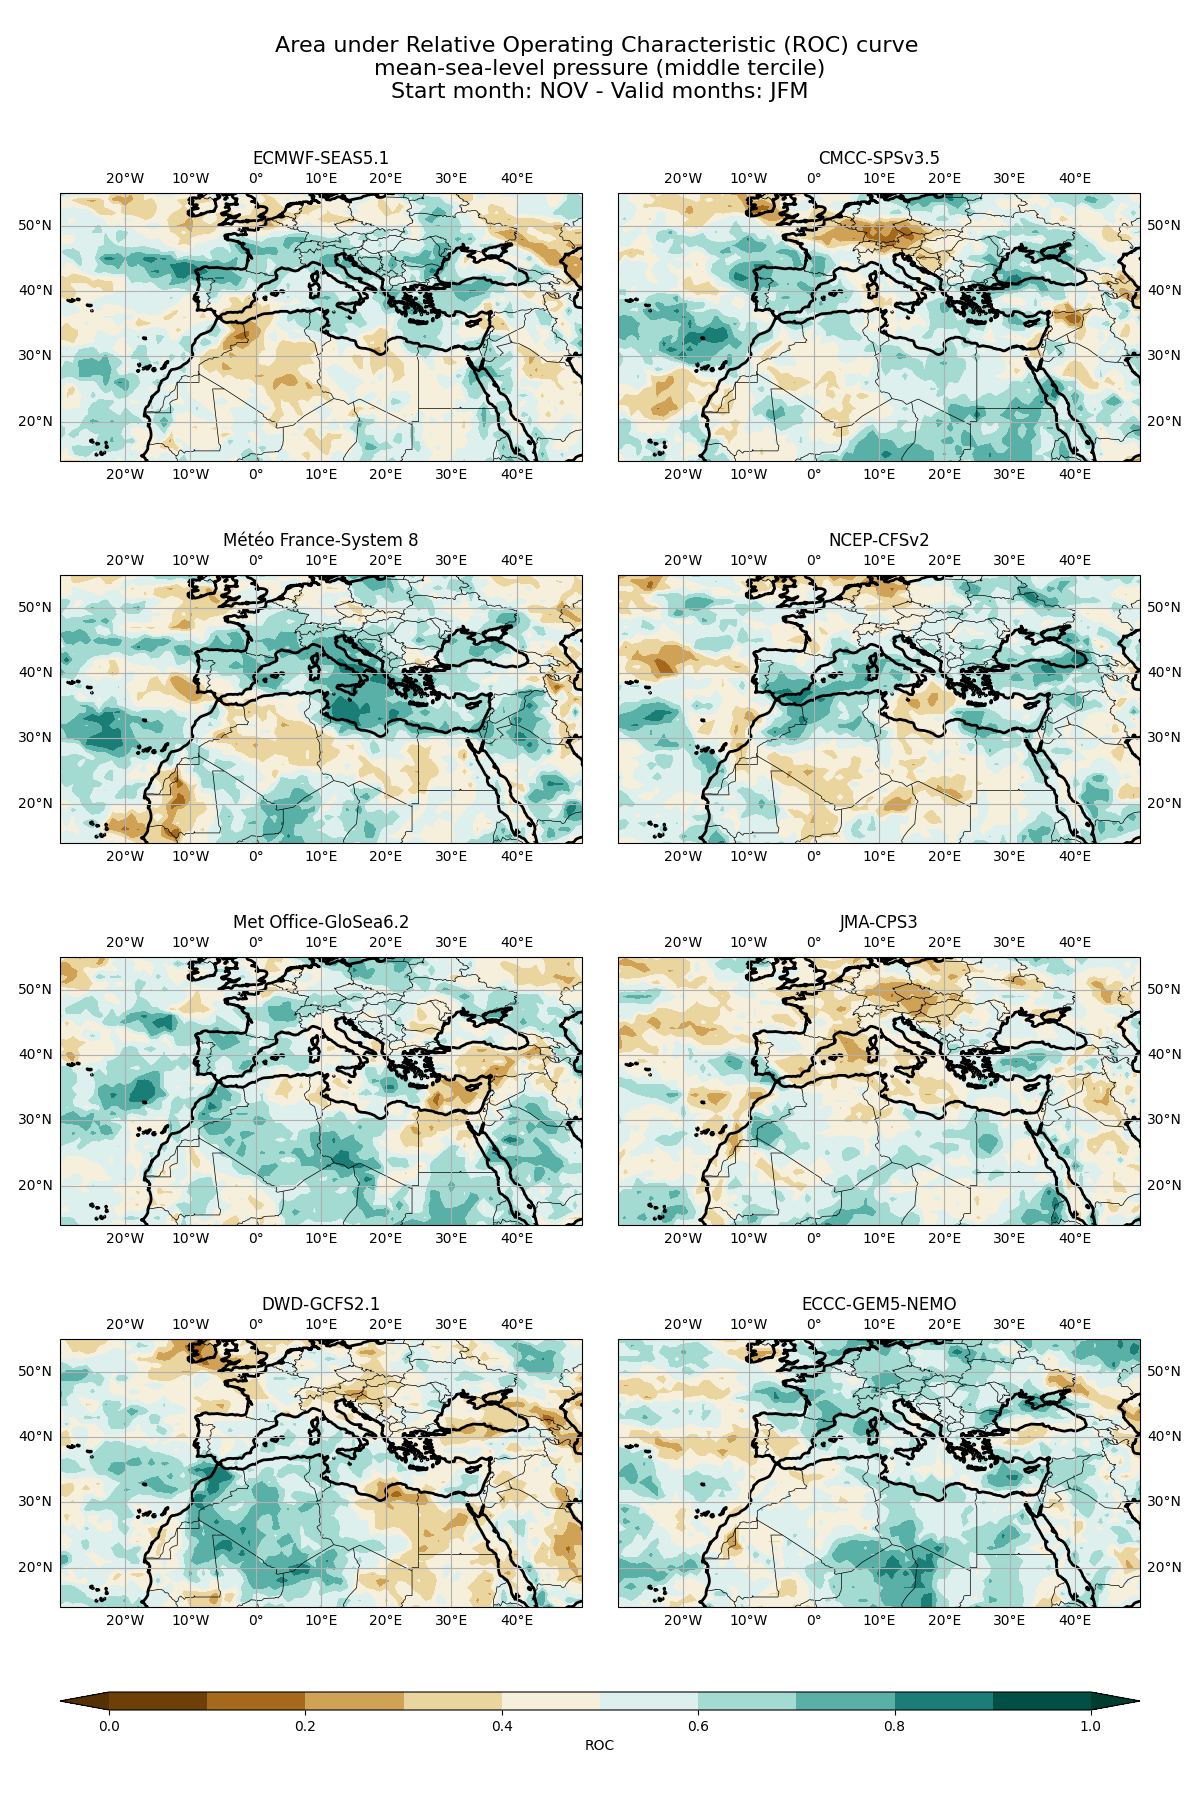 Area under Relative Operating Characteristic (ROC) curve
mean-sea-level pressure (middle tercile)
Start month: NOV - Valid months: JFM
ECMWF-SEAS5.1
20°W 10°W 0° 10°E 20°E 30°E 40°E
50°N
40°N
30°N
20°N
20°W 10°W 0° 10°E 20°E 30°E 40°E
CMCC-SPSv3.5
20°W 10°W 0° 10°E 20°E 30°E 40°E
50°N
40°N
30°N
20°N
20°W 10°W 0° 10°E 20°E 30°E 40°E
Météo France-System 8
20°W 10°W 0° 10°E 20°E 30°E 40°E
50°N
40°N
30°N
20°N
20°W 10°W 0° 10°E 20°E 30°E 40°E
NCEP-CFSv2
20°W 10°W 0° 10°E 20°E 30°E 40°E
50°N
40°N
30°N
20°N
20°W 10°W 0° 10°E 20°E 30°E 40°E
Met Office-GloSea6.2
20°W 10°W 0° 10°E 20°E 30°E 40°E
50°N
40°N
30°N
20°N
20°W 10°W 0° 10°E 20°E 30°E 40°E
JMA-CPS3
20°W 10°W 0° 10°E 20°E 30°E 40°E
50°N
40°N
30°N
20°N
20°W 10°W 0° 10°E 20°E 30°E 40°E
DWD-GCFS2.1
20°W 10°W 0° 10°E 20°E 30°E 40°E
50°N
40°N
30°N
20°N
20°W 10°W 0° 10°E 20°E 30°E 40°E
ECCC-GEM5-NEMO
20°W 10°W 0° 10°E 20°E 30°E 40°E
50°N
40°N
30°N
20°N
20°W 10°W 0° 10°E 20°E 30°E 40°E
0.0 0.2 0.4 0.6 0.8 1.0
ROC